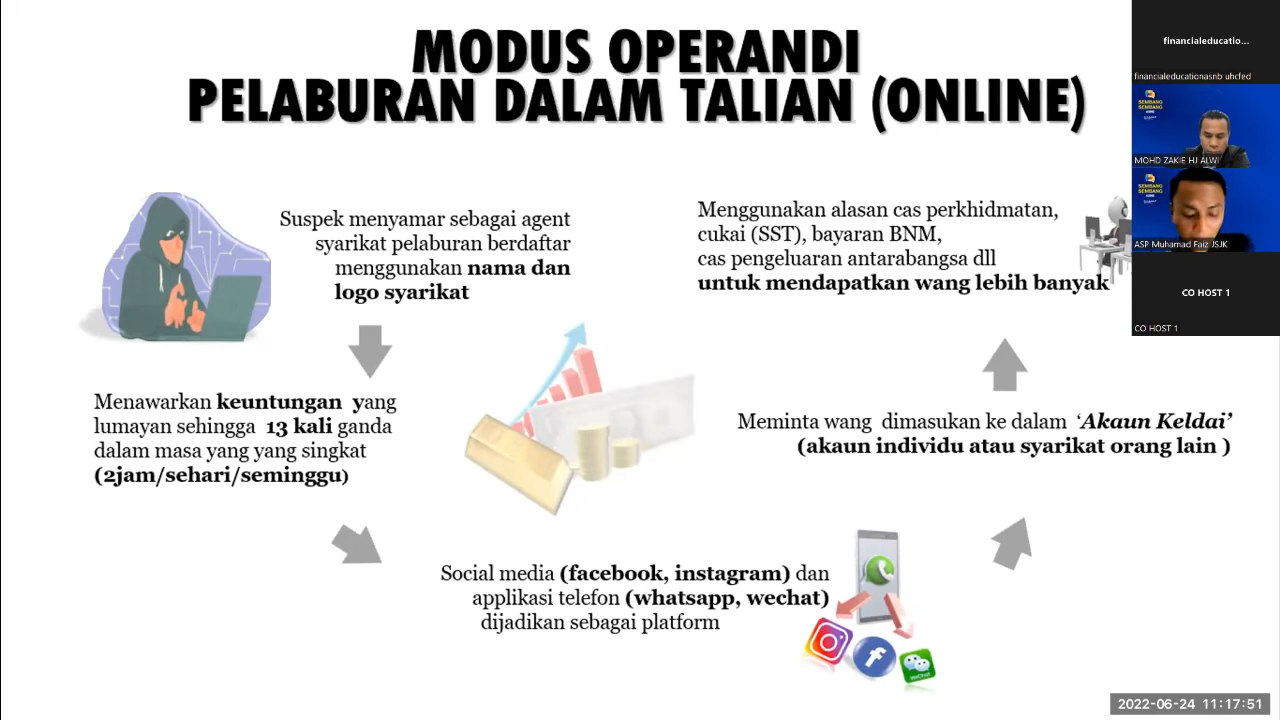 MODUS OPERANDI
PELABURAN DALAM TALIAN (ONLINE)
Suspek menyamar sebagai agent
syarikat pelaburan berdaftar
menggunakan nama dan
logo syarikat
Menawarkan keuntungan yang
lumayan sehingga 13 kali ganda
dalam masa yang yang singkat
(2jam/sehari/seminggu)
Social media (facebook, instagram) dan
applikasi telefon (whatsapp, wechat)
dijadikan sebagai platform
WeChat
Meminta wang dimasukan ke dalam ‘Akaun Keldai’
(akaun individu atau syarikat orang lain )
Menggunakan alasan cas perkhidmatan,
cukai (SST), bayaran BNM,
cas pengeluaran antarabangsa dll
untuk mendapatkan wang lebih banyak
financialeducatio...
financialeducationasnb uhcfed
SEMBANG
SEMBANG
MOHD ZAKIE HJ ALWI
SEMBANG
SEMBANG
ASP Muhamad Faiz JSJK
CO HOST 1
CO HOST 1
2022-06-24 11:17:51